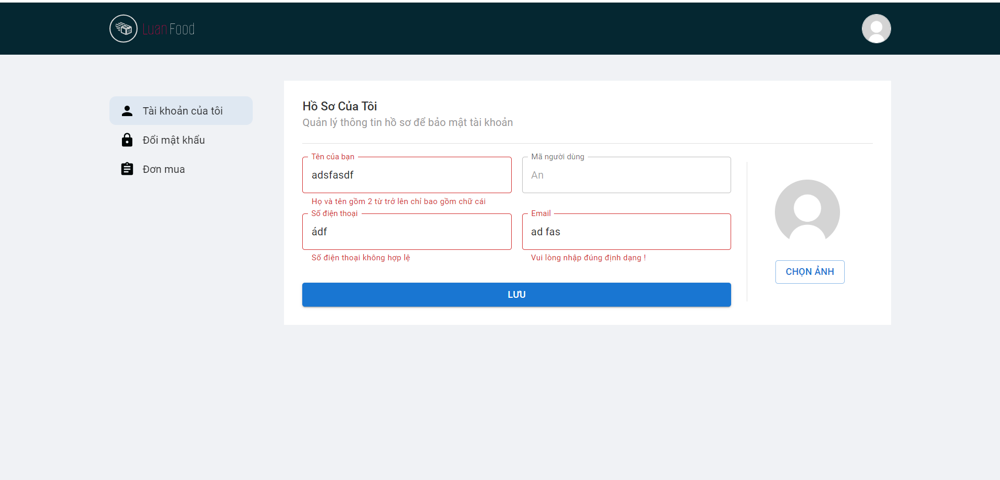 Luan Food
Tài khoản của tôi
Đổi mật khẩu
Đơn mua
Hồ Sơ Của Tôi
Quản lý thông tin hồ sơ để bảo mật tài khoản
Tên của bạn
adsfasdf
Họ và tên gồm 2 từ trở lên chỉ bao gồm chữ cái
Mã người dùng
An
Số điện thoại
ádf
Số điện thoại không hợp lệ
Email
ad fas
Vui lòng nhập đúng định dạng !
LƯU
CHỌN ẢNH